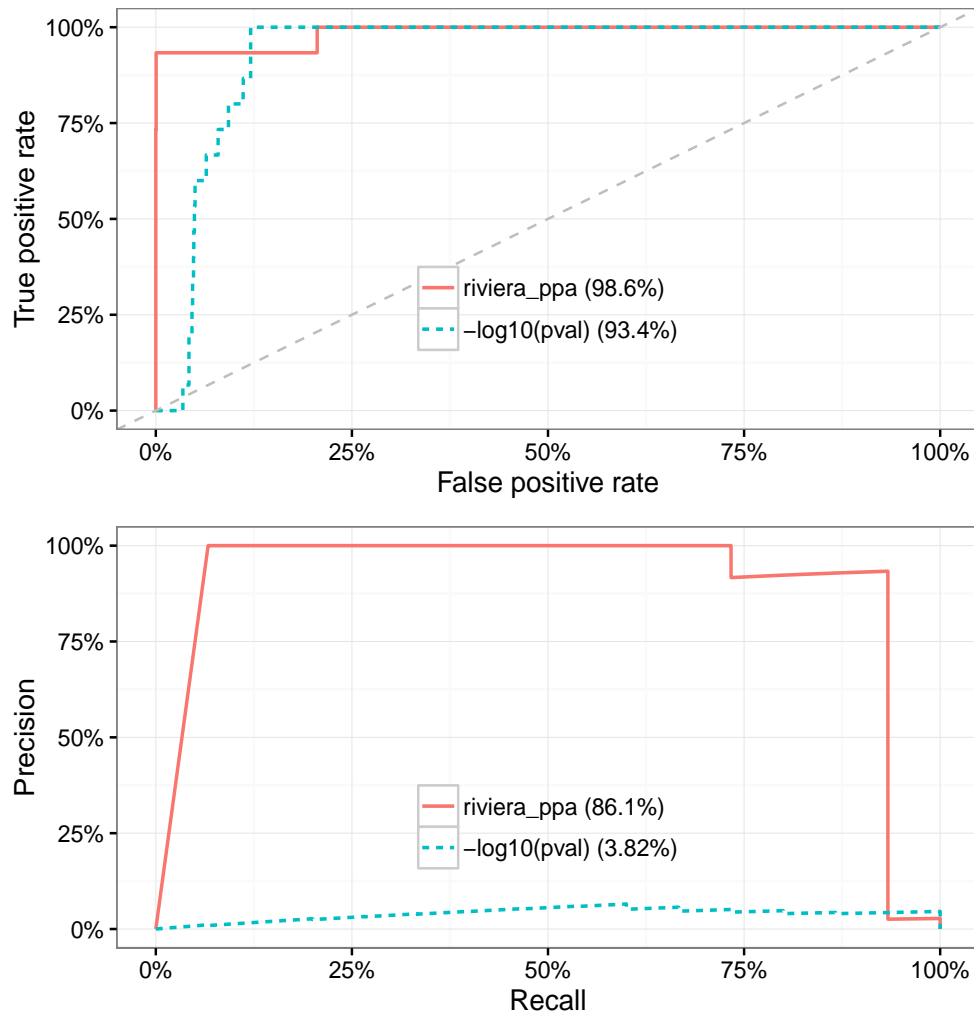 100%
75%
50%
25%
0%
True positive rate
riviera_ppa (98.6%)
−log10(pval) (93.4%)
0% 25% 50% 75% 100%
False positive rate
100%
75%
50%
25%
0%
Precision
riviera_ppa (86.1%)
−log10(pval) (3.82%)
0% 25% 50% 75% 100%
Recall